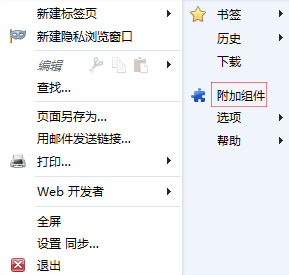 新建标签页
新建隐私浏览窗口
编辑
查找...
页面另存为...
用邮件发送链接...
打印...
Web 开发者
全屏
设置 同步...
退出
书签
历史
下载
附加组件
选项
帮助